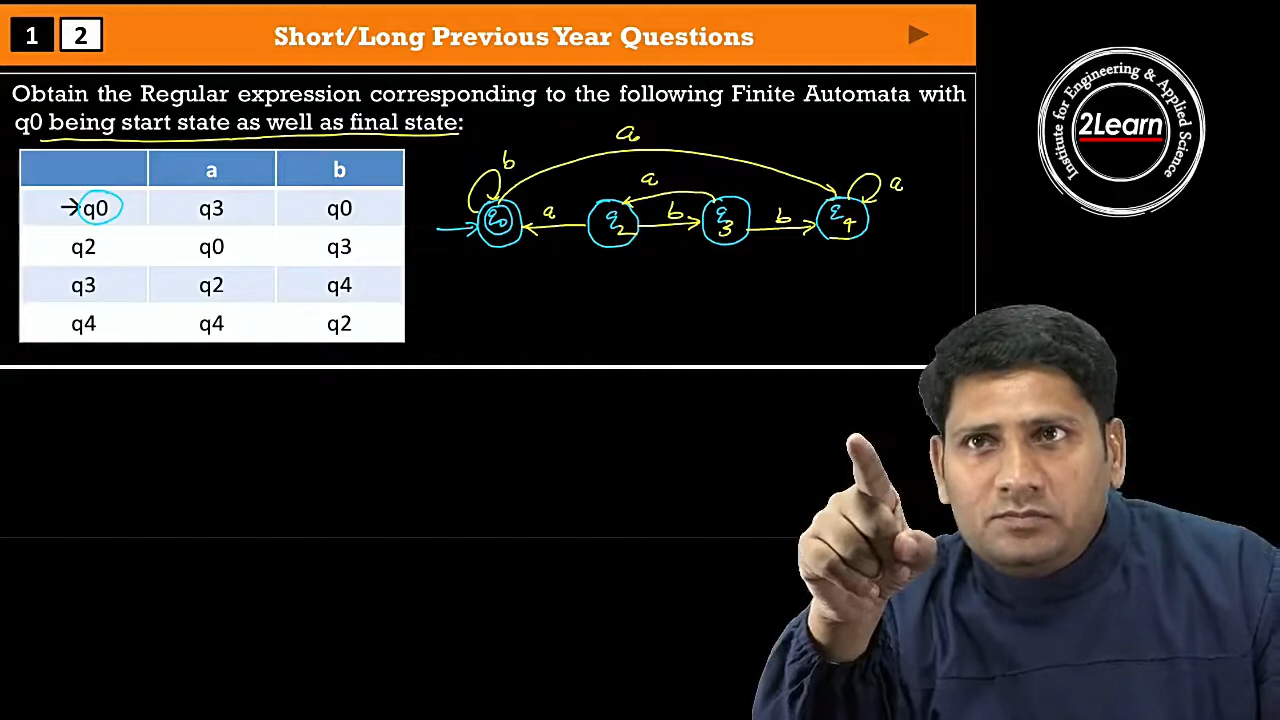 1 2 Short/Long Previous Year Questions
Obtain the Regular expression corresponding to the following Finite Automata with
q0 being start state as well as final state:
a b
→q0 q3 q0
q2 q0 q3
q3 q2 q4
q4 q4 q2
a
b a a
q0 a q2 b q3 b q4
Institute for Engineering & Applied Science
2Learn